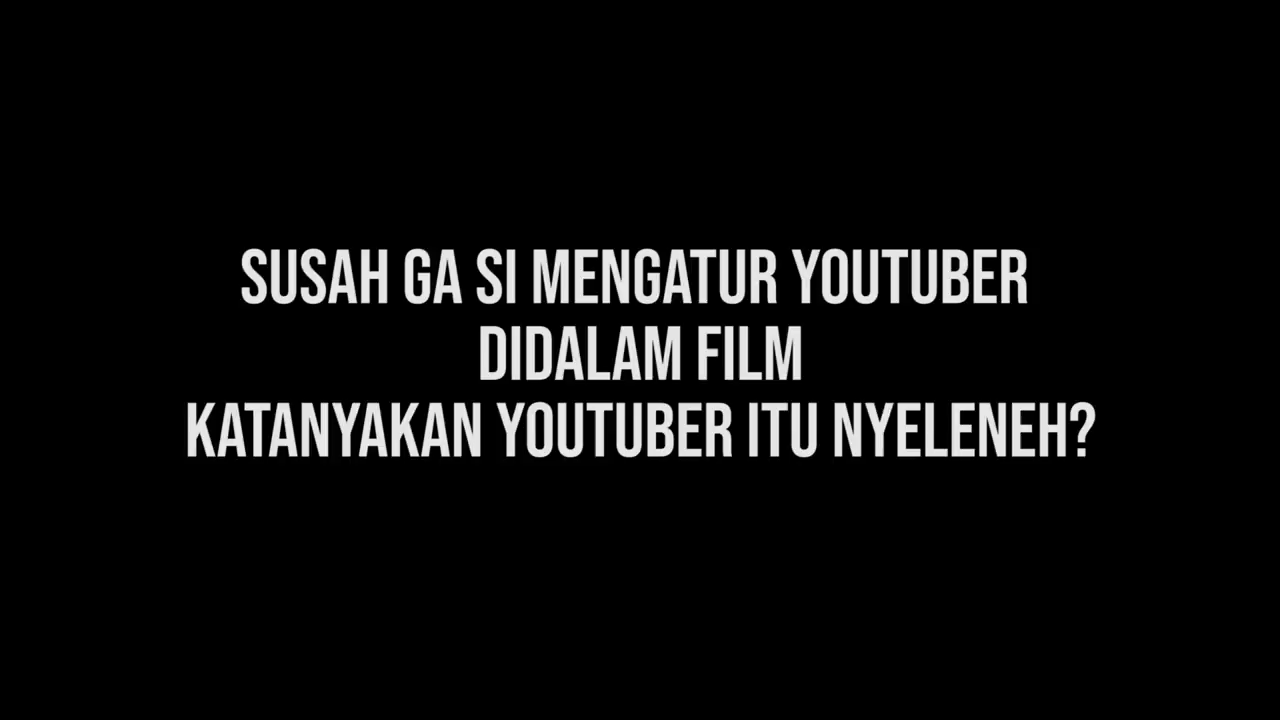 SUSAH GA SI MENGATUR YOUTUBER
DIDALAM FILM
KATANYAKAN YOUTUBER ITU NYELENEH?